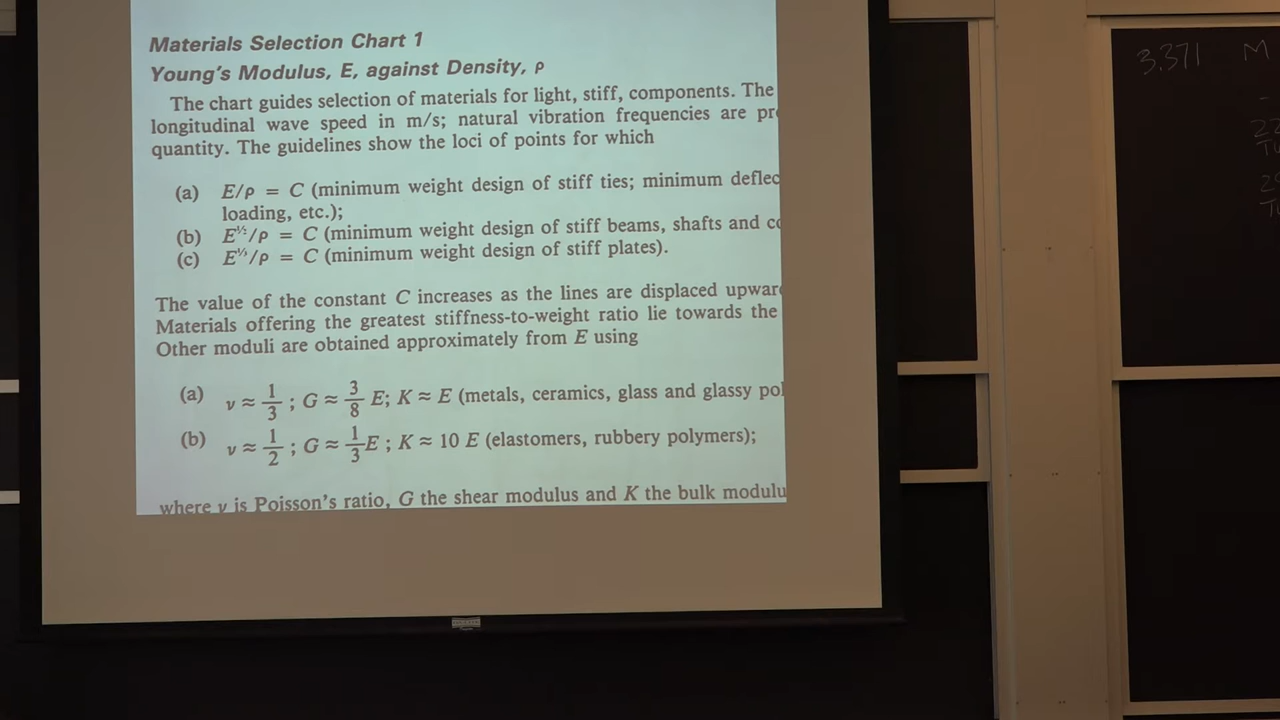 Materials Selection Chart 1
Young's Modulus, E, against Density, ρ
The chart guides selection of materials for light, stiff, components. The
longitudinal wave speed in m/s; natural vibration frequencies are pr
quantity. The guidelines show the loci of points for which
(a) E/ρ = C (minimum weight design of stiff ties; minimum deflec
loading, etc.);
(b) E^½/ρ = C (minimum weight design of stiff beams, shafts and co
(c) E^⅓/ρ = C (minimum weight design of stiff plates).
The value of the constant C increases as the lines are displaced upwar
Materials offering the greatest stiffness-to-weight ratio lie towards the
Other moduli are obtained approximately from E using
(a) ν ≈ 1/3 ; G ≈ 3/8 E; K ≈ E (metals, ceramics, glass and glassy pol
(b) ν ≈ 1/2 ; G ≈ 1/3 E ; K ≈ 10 E (elastomers, rubbery polymers);
where ν is Poisson's ratio, G the shear modulus and K the bulk modulu
3.371 M